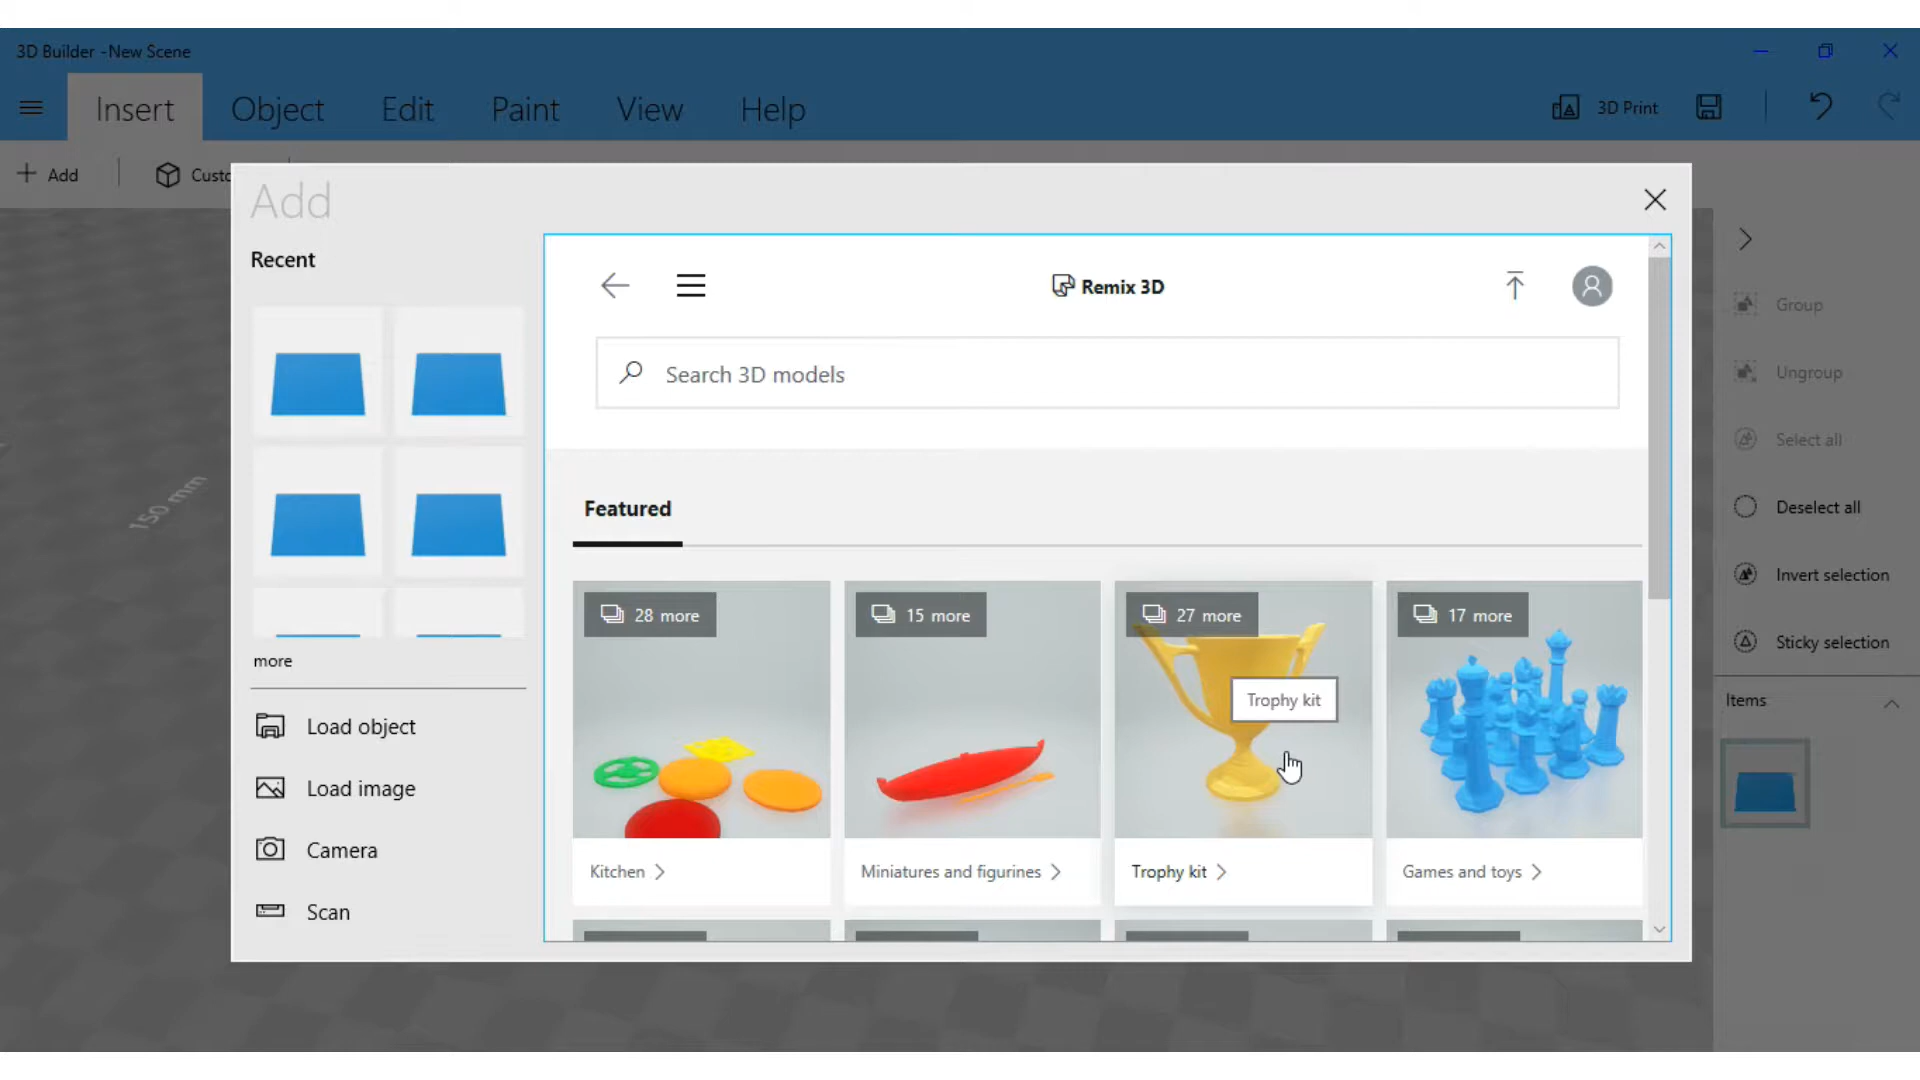 3D Builder -New Scene
Insert
Object
Edit
Paint
View
Help
3D Print
Add
Add
Recent
Remix 3D
Search 3D models
Featured
28 more
15 more
27 more
17 more
Trophy kit
Kitchen
Miniatures and figurines
Trophy kit
Games and toys
more
Load object
Load image
Camera
Scan
150 mm
Group
Ungroup
Select all
Deselect all
Invert selection
Sticky selection
Items